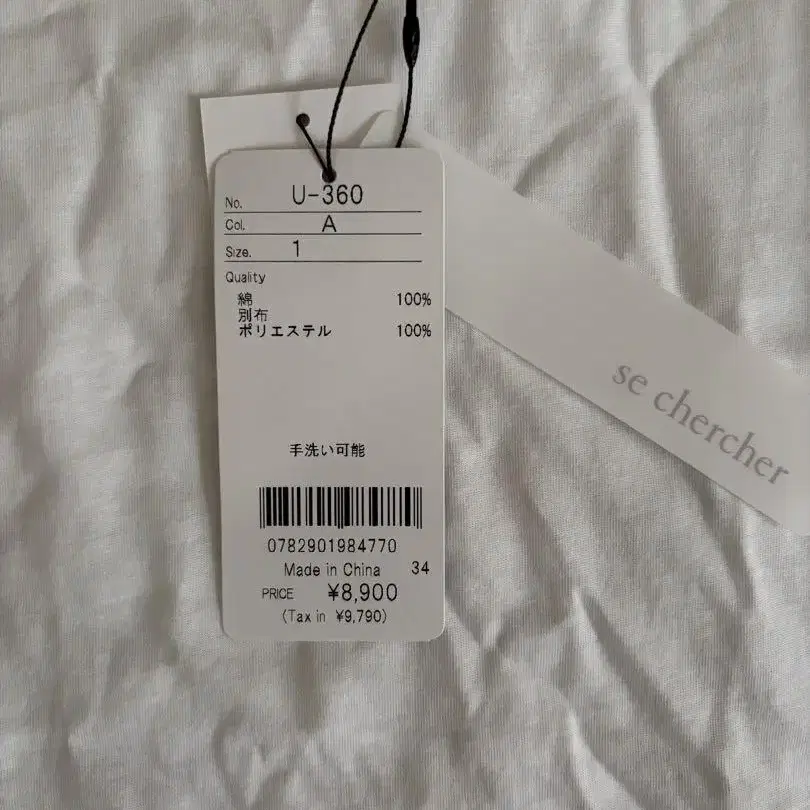 No. U-360
Col. A
Size. 1
Quality
綿 100%
別布
ポリエステル 100%
手洗い可能
0782901984770
Made in China 34
PRICE ¥8,900
(Tax in ¥9,790)
se chercher